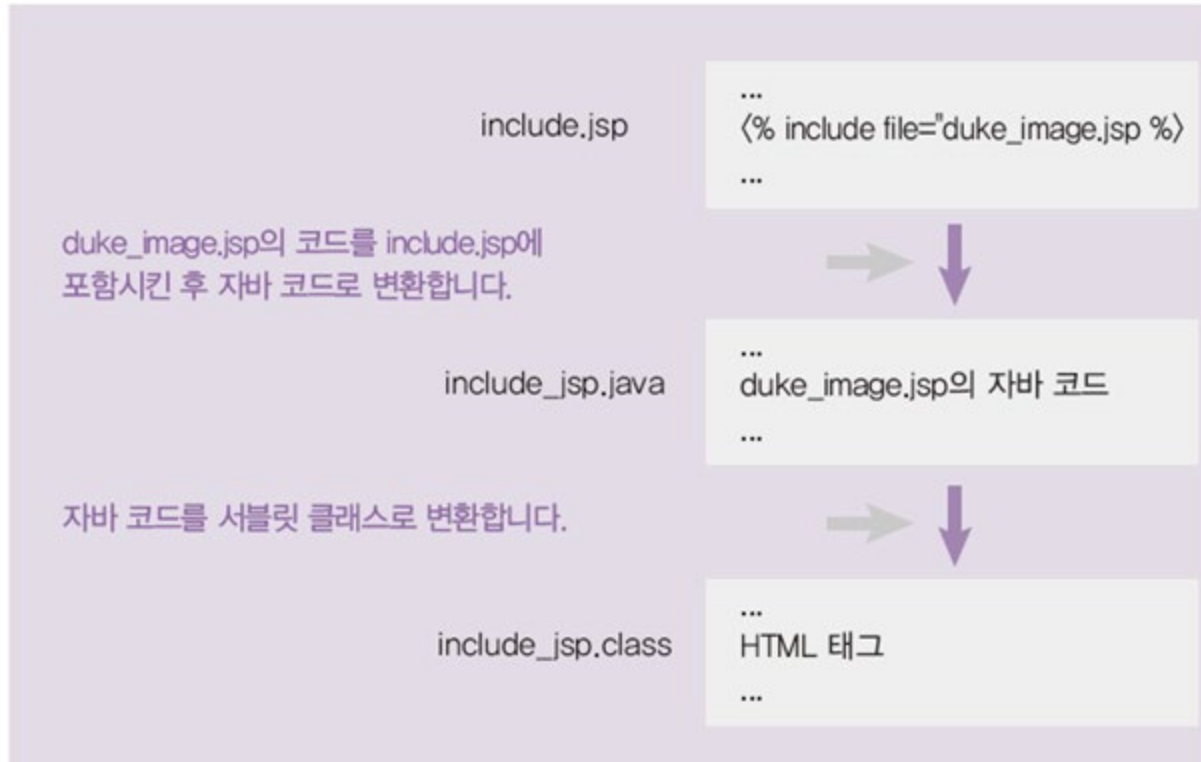 include.jsp
...
〈% include file="duke_image.jsp %〉
...
duke_image.jsp의 코드를 include.jsp에
포함시킨 후 자바 코드로 변환합니다.
include_jsp.java
...
duke_image.jsp의 자바 코드
...
자바 코드를 서블릿 클래스로 변환합니다.
include_jsp.class
...
HTML 태그
...